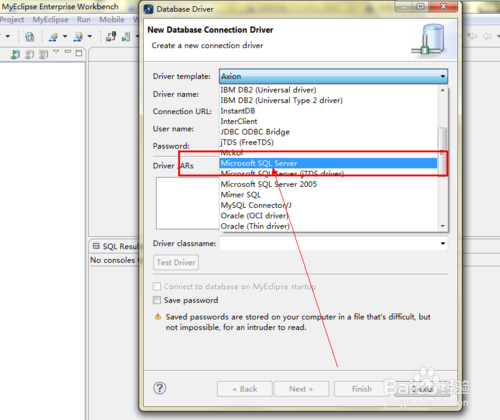 MyEclipse Enterprise Workbench
Project MyEclipse Run Mobile
Database Driver
New Database Connection Driver
Create a new connection driver
Driver template: Axion
Driver name:
Connection URL:
User name:
Password:
Driver JARs
IBM DB2 (Universal driver)
IBM DB2 (Universal Type 2 driver)
InstantDB
InterClient
JDBC ODBC Bridge
jTDS (FreeTDS)
Mckoi
Microsoft SQL Server
Microsoft SQL Server (jTDS driver)
Microsoft SQL Server 2005
Mimer SQL
MySQL Connector/J
Oracle (OCI driver)
Oracle (Thin driver)
Driver classname:
Test Driver
Connect to database on MyEclipse startup
Save password
Saved passwords are stored on your computer in a file that's difficult, but
not impossible, for an intruder to read.
SQL Resul
No consoles t
< Back
Next >
Finish
Cancel